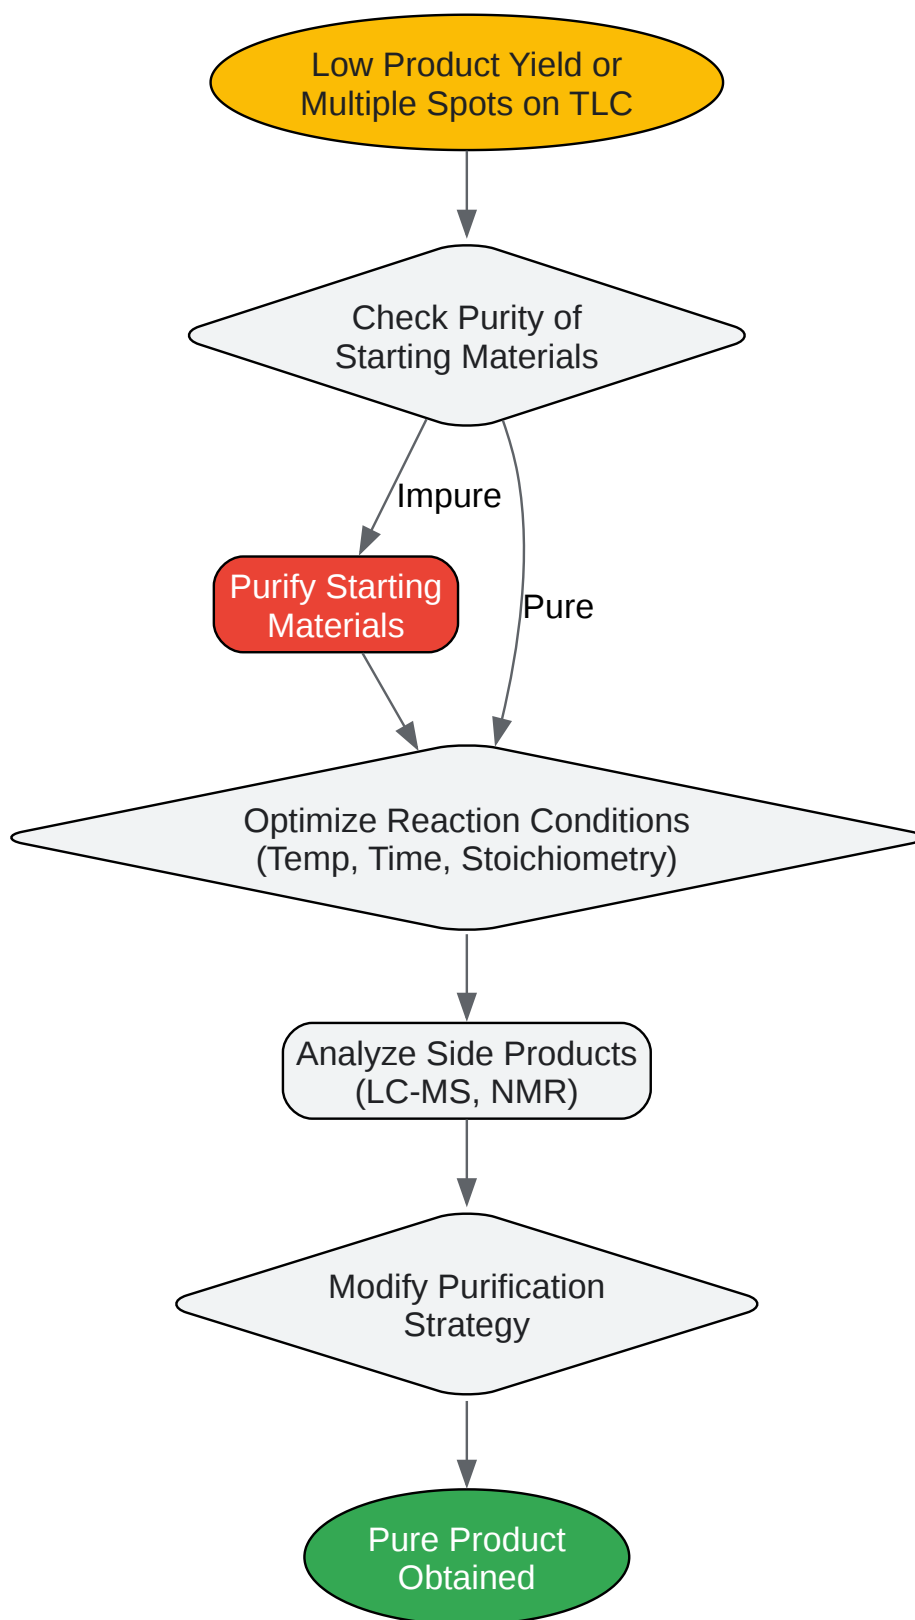 Low Product Yield or
Multiple Spots on TLC
Check Purity of
Starting Materials
Impure
Purify Starting
Materials
Pure
Optimize Reaction Conditions
(Temp, Time, Stoichiometry)
Analyze Side Products
(LC-MS, NMR)
Modify Purification
Strategy
Pure Product
Obtained